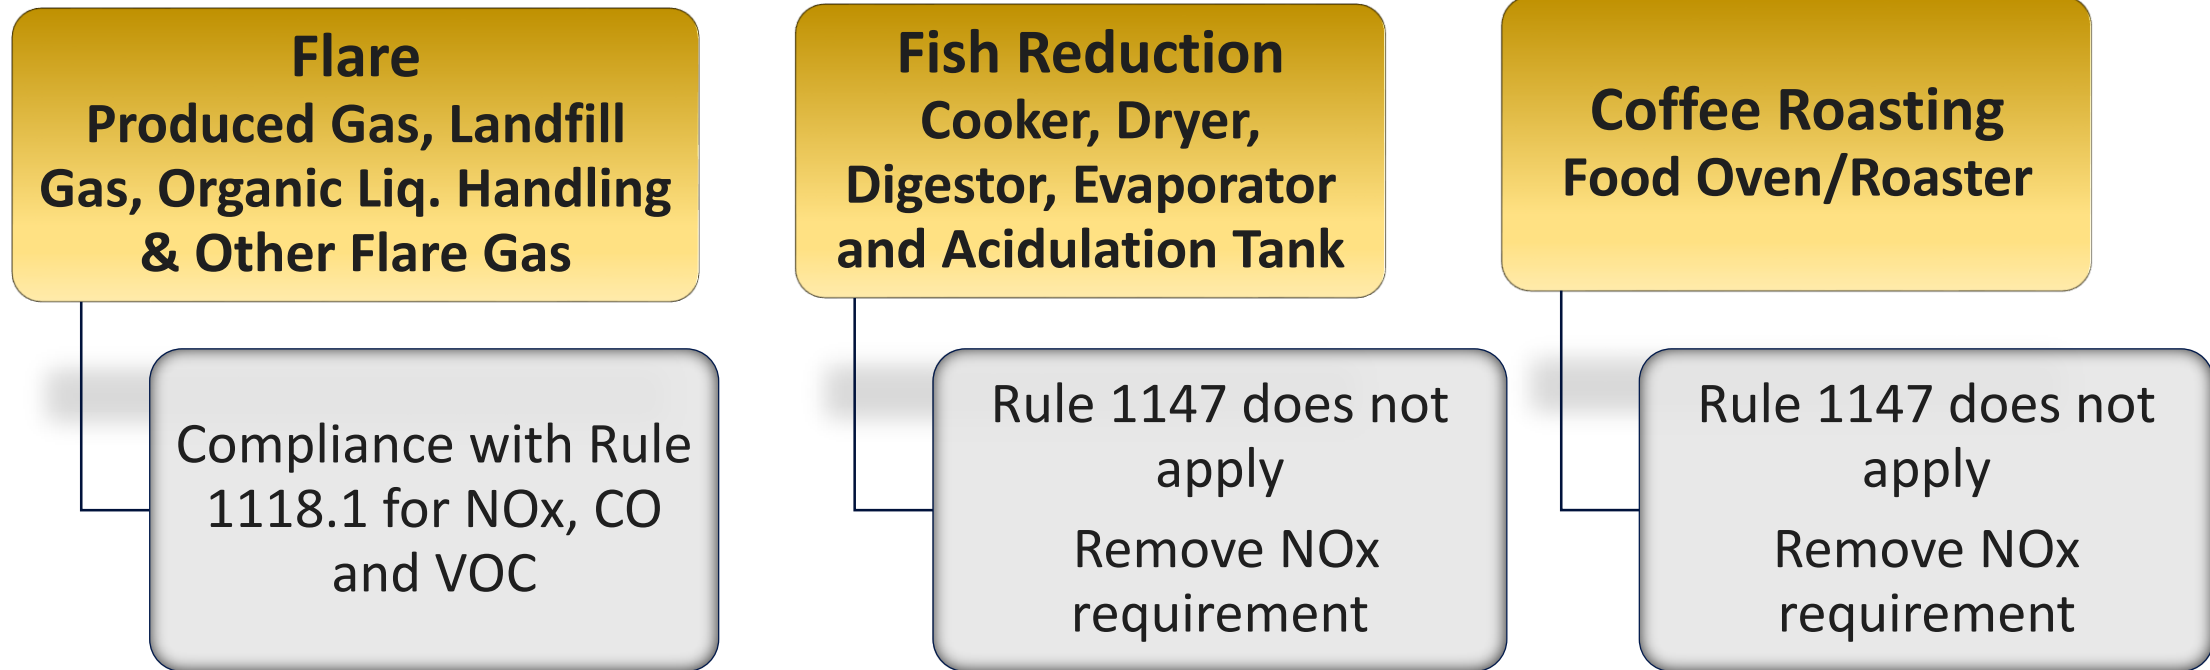 Flare
Produced Gas, Landfill
Gas, Organic Liq. Handling
& Other Flare Gas
Compliance with Rule
1118.1 for NOx, CO
and VOC
Fish Reduction
Cooker, Dryer,
Digestor, Evaporator
and Acidulation Tank
Rule 1147 does not
apply
Remove NOx
requirement
Coffee Roasting
Food Oven/Roaster
Rule 1147 does not
apply
Remove NOx
requirement